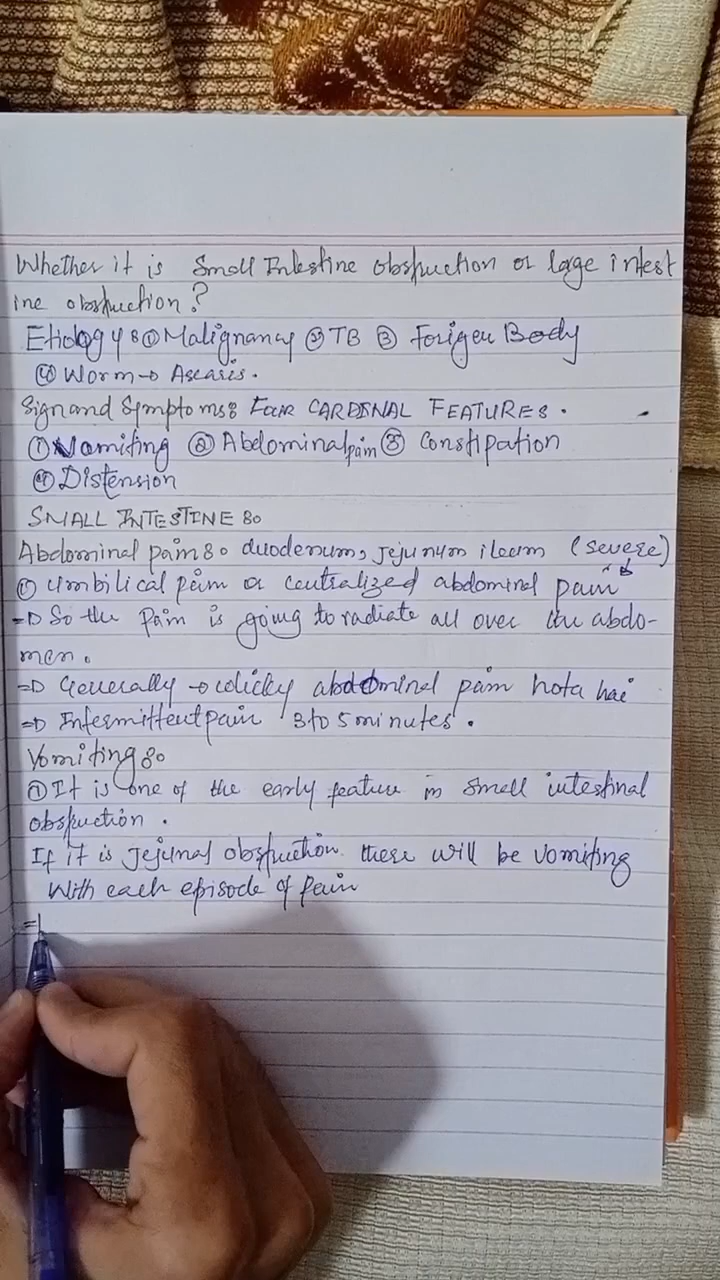 Whether it is Small Intestine obstruction or large intest
ine obstruction?
Etiology : ① Malignancy ② TB ③ Forigeu Body
④ Worm → Ascaris.
Sign and Symptoms : FOUR CARDINAL FEATURES.
① Vomiting ② Abdominal pain ③ Constipation
④ Distension
SMALL INTESTINE :-
Abdominal pain :- duodenum, jejunum ileum (severe)
① umbilical pain or centralized abdominal pain
=> So the pain is going to radiate all over the abdo-
men.
=> Generally → colicky abdominal pain hota hai
=> Intermittent pain 3 to 5 minutes.
Vomiting :-
① It is one of the early feature in small intestinal
obstruction.
If it is Jejunal obstruction there will be vomiting
With each episode of pain
=